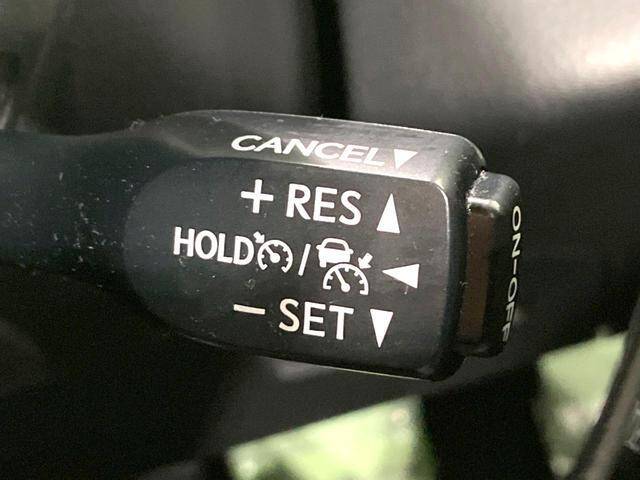 CANCEL▼
+ RES ▲
HOLD / ◀
− SET ▼
ON-OFF